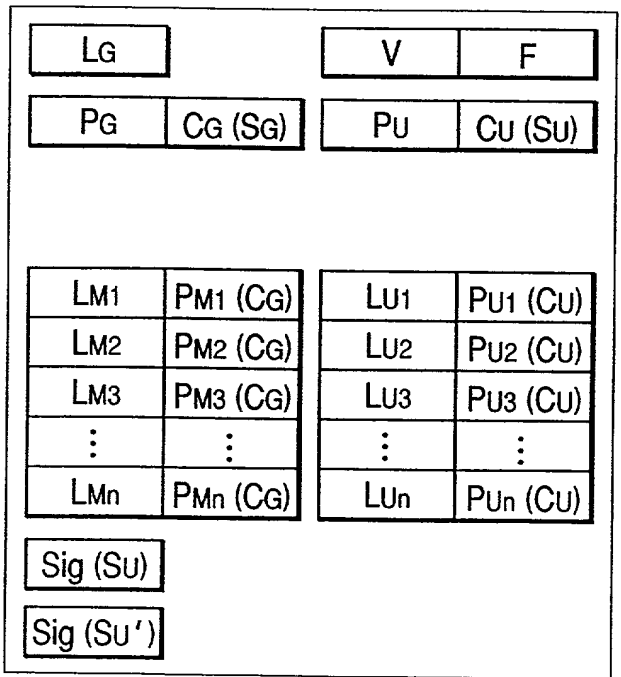 LG V F
PG CG (SG) PU CU (SU)
LM1 PM1 (CG) LU1 PU1 (CU)
LM2 PM2 (CG) LU2 PU2 (CU)
LM3 PM3 (CG) LU3 PU3 (CU)
⋮ ⋮ ⋮ ⋮
LMn PMn (CG) LUn PUn (CU)
Sig (SU)
Sig (SU')